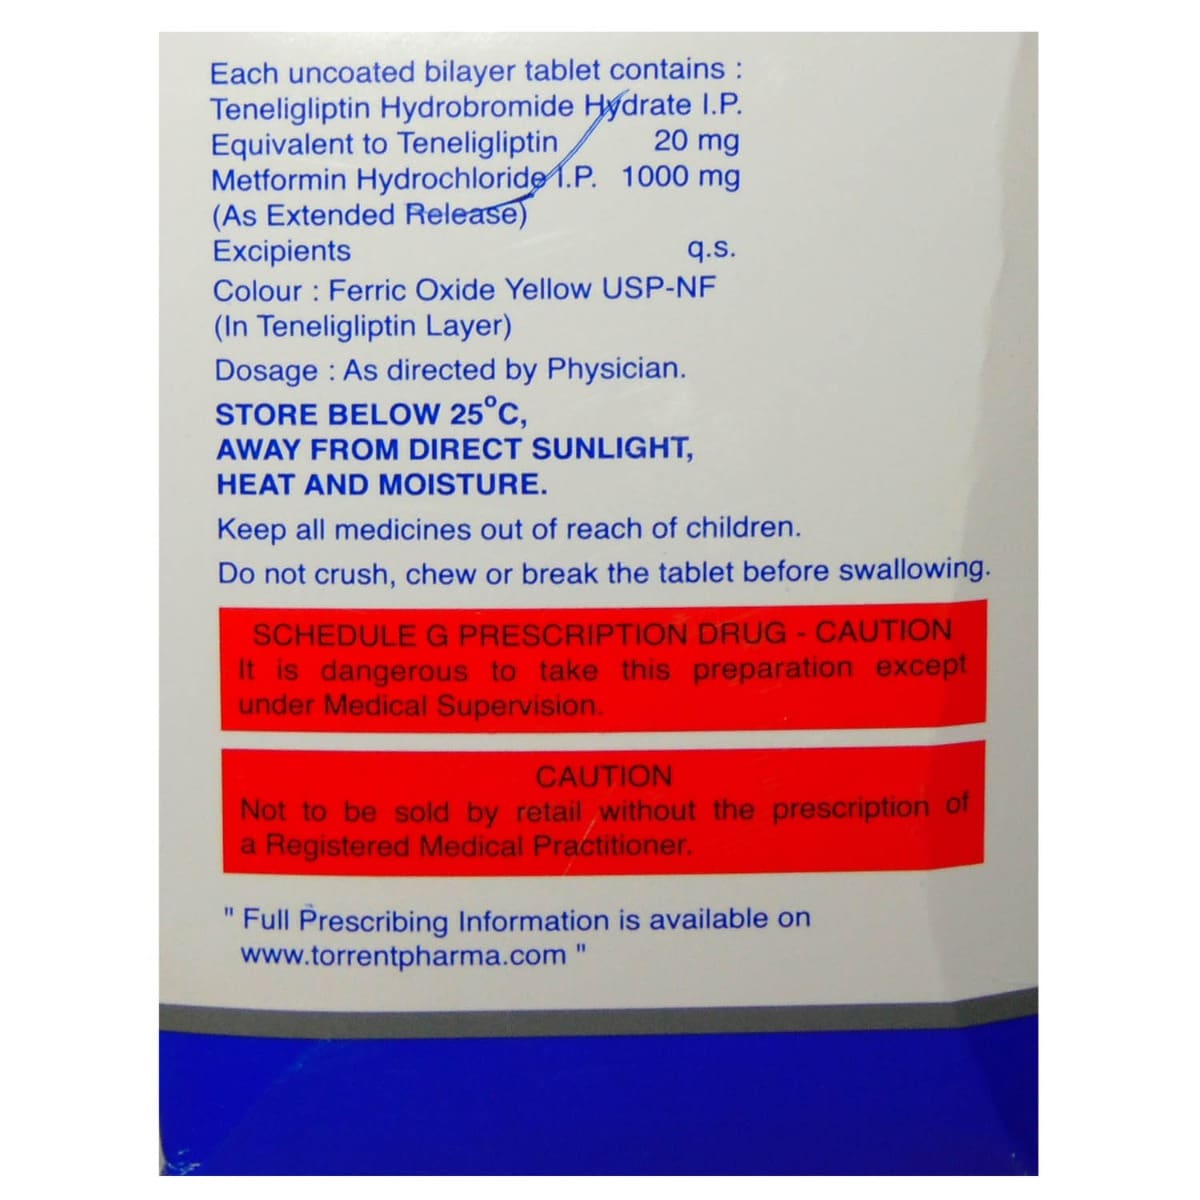 Each uncoated bilayer tablet contains :
Teneligliptin Hydrobromide Hydrate I.P.
Equivalent to Teneligliptin 20 mg
Metformin Hydrochloride I.P. 1000 mg
(As Extended Release)
Excipients q.s.
Colour : Ferric Oxide Yellow USP-NF
(In Teneligliptin Layer)
Dosage : As directed by Physician.
STORE BELOW 25°C,
AWAY FROM DIRECT SUNLIGHT,
HEAT AND MOISTURE.
Keep all medicines out of reach of children.
Do not crush, chew or break the tablet before swallowing.
SCHEDULE G PRESCRIPTION DRUG - CAUTION
It is dangerous to take this preparation except
under Medical Supervision.
CAUTION
Not to be sold by retail without the prescription of
a Registered Medical Practitioner.
" Full Prescribing Information is available on
www.torrentpharma.com "